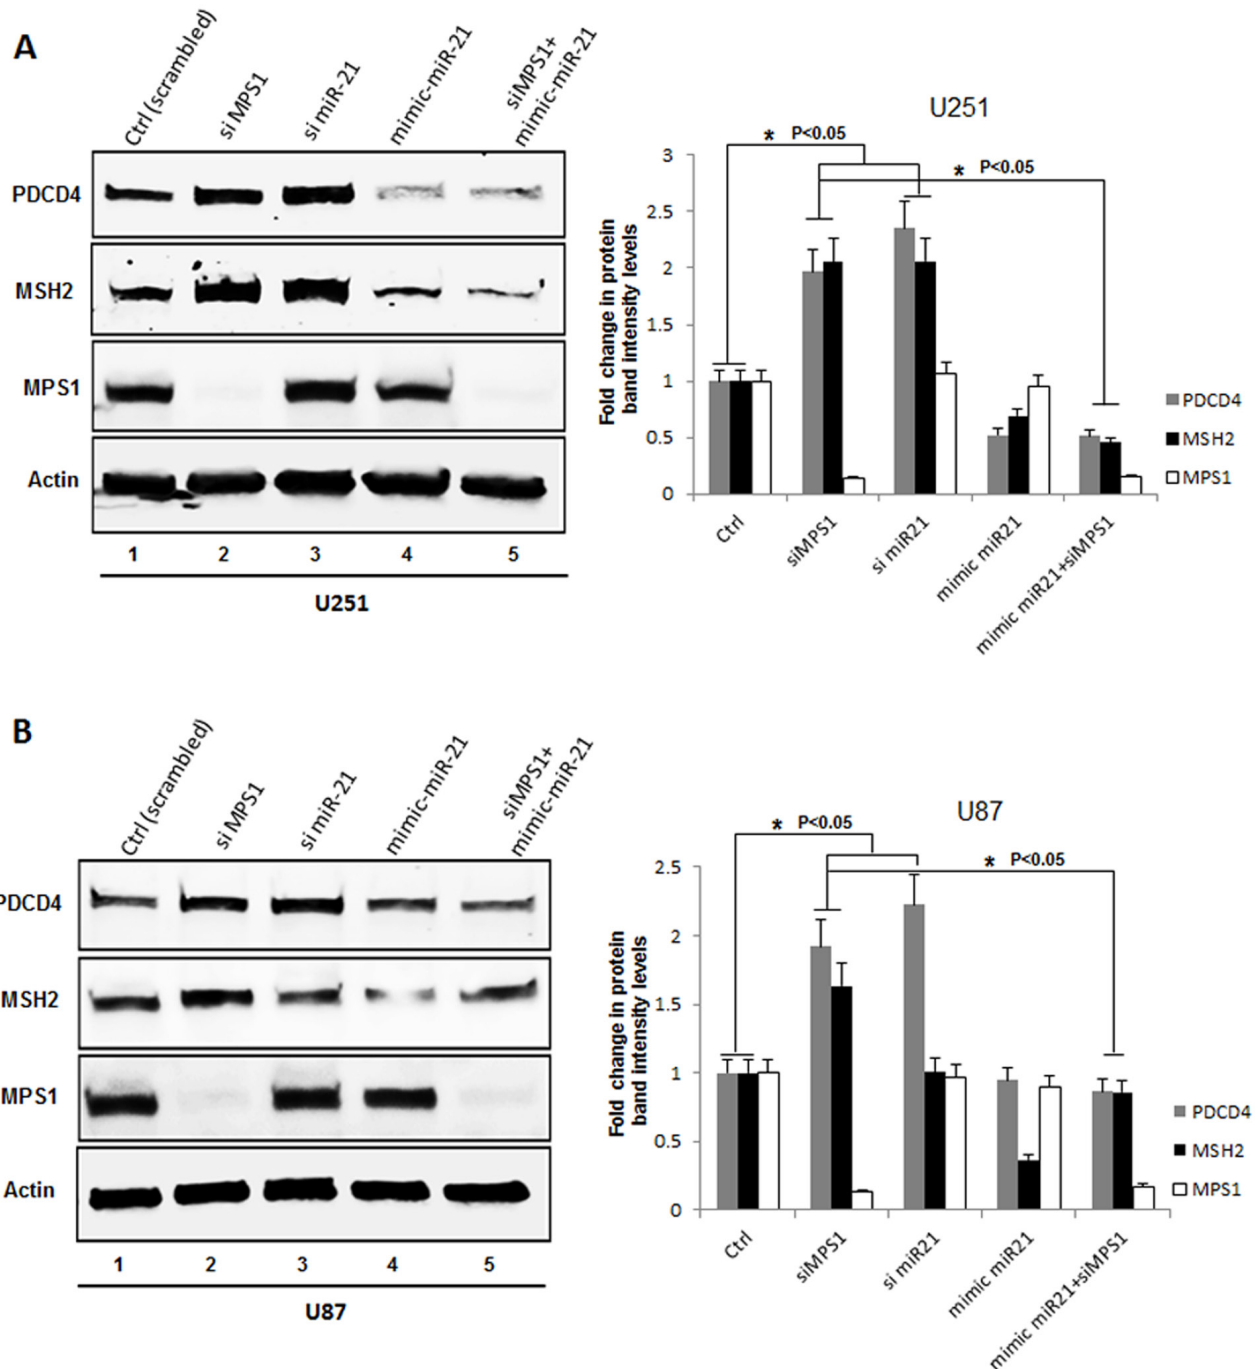 A
Ctrl (scrambled)
si MPS1
si miR-21
mimic-miR-21
siMPS1+
mimic-miR-21
PDCD4
MSH2
MPS1
Actin
1 2 3 4 5
U251
U251
* P<0.05
* P<0.05
Fold change in protein
band intensity levels
3
2.5
2
1.5
1
0.5
0
Ctrl
siMPS1
si miR21
mimic miR21
mimic miR21+siMPS1
PDCD4
MSH2
MPS1
B
Ctrl (scrambled)
si MPS1
si miR-21
mimic-miR-21
siMPS1+
mimic-miR-21
PDCD4
MSH2
MPS1
Actin
1 2 3 4 5
U87
U87
* P<0.05
* P<0.05
Fold change in protein
band intensity levels
2.5
2
1.5
1
0.5
0
Ctrl
siMPS1
si miR21
mimic miR21
mimic miR21+siMPS1
PDCD4
MSH2
MPS1